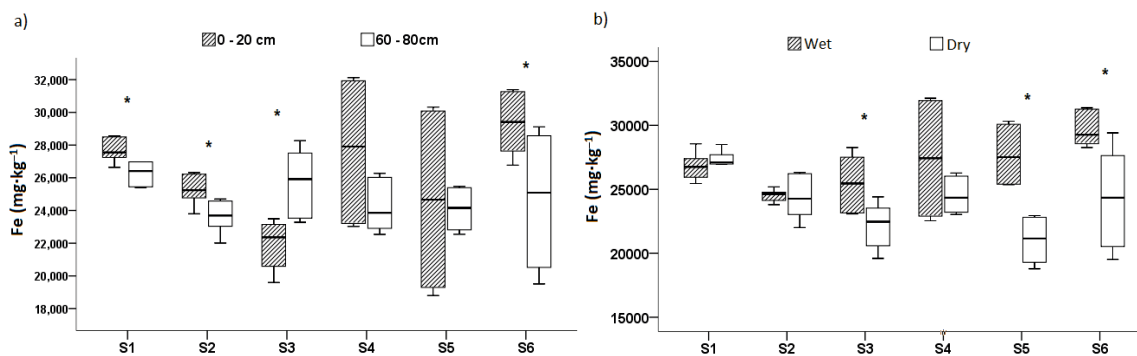 a)
0 - 20 cm 60 - 80cm
Fe (mg·kg⁻¹)
32,000
30,000
28,000
26,000
24,000
22,000
20,000
18,000
* * * *
S1 S2 S3 S4 S5 S6
b)
Wet Dry
Fe (mg·kg⁻¹)
35000
30000
25000
20000
15000
* * *
S1 S2 S3 S4 S5 S6